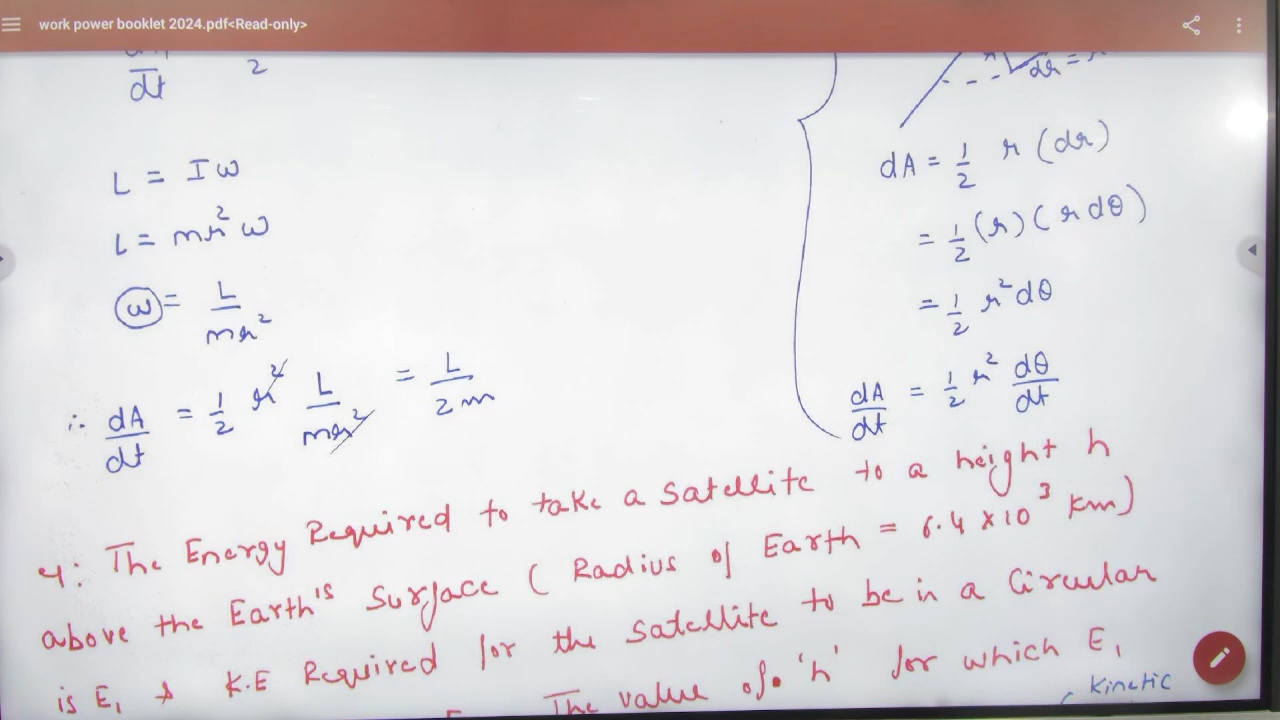 work power booklet 2024.pdf<Read-only>
dt 2
L = Iω
L = mr² ω
ω = L / mr²
∴ dA/dt = 1/2 r² L/mr² = L/2m
dr =
dA = 1/2 r (dr)
= 1/2 (r) ( r dθ )
= 1/2 r² dθ
dA/dt = 1/2 r² dθ/dt
4: The Energy Required to take a Satellite to a height h
above the Earth's Surface ( Radius of Earth = 6.4 × 10³ km)
is E₁ & K.E Required for the Satellite to be in a Circular
The value of 'h' for which E₁
Kinetic